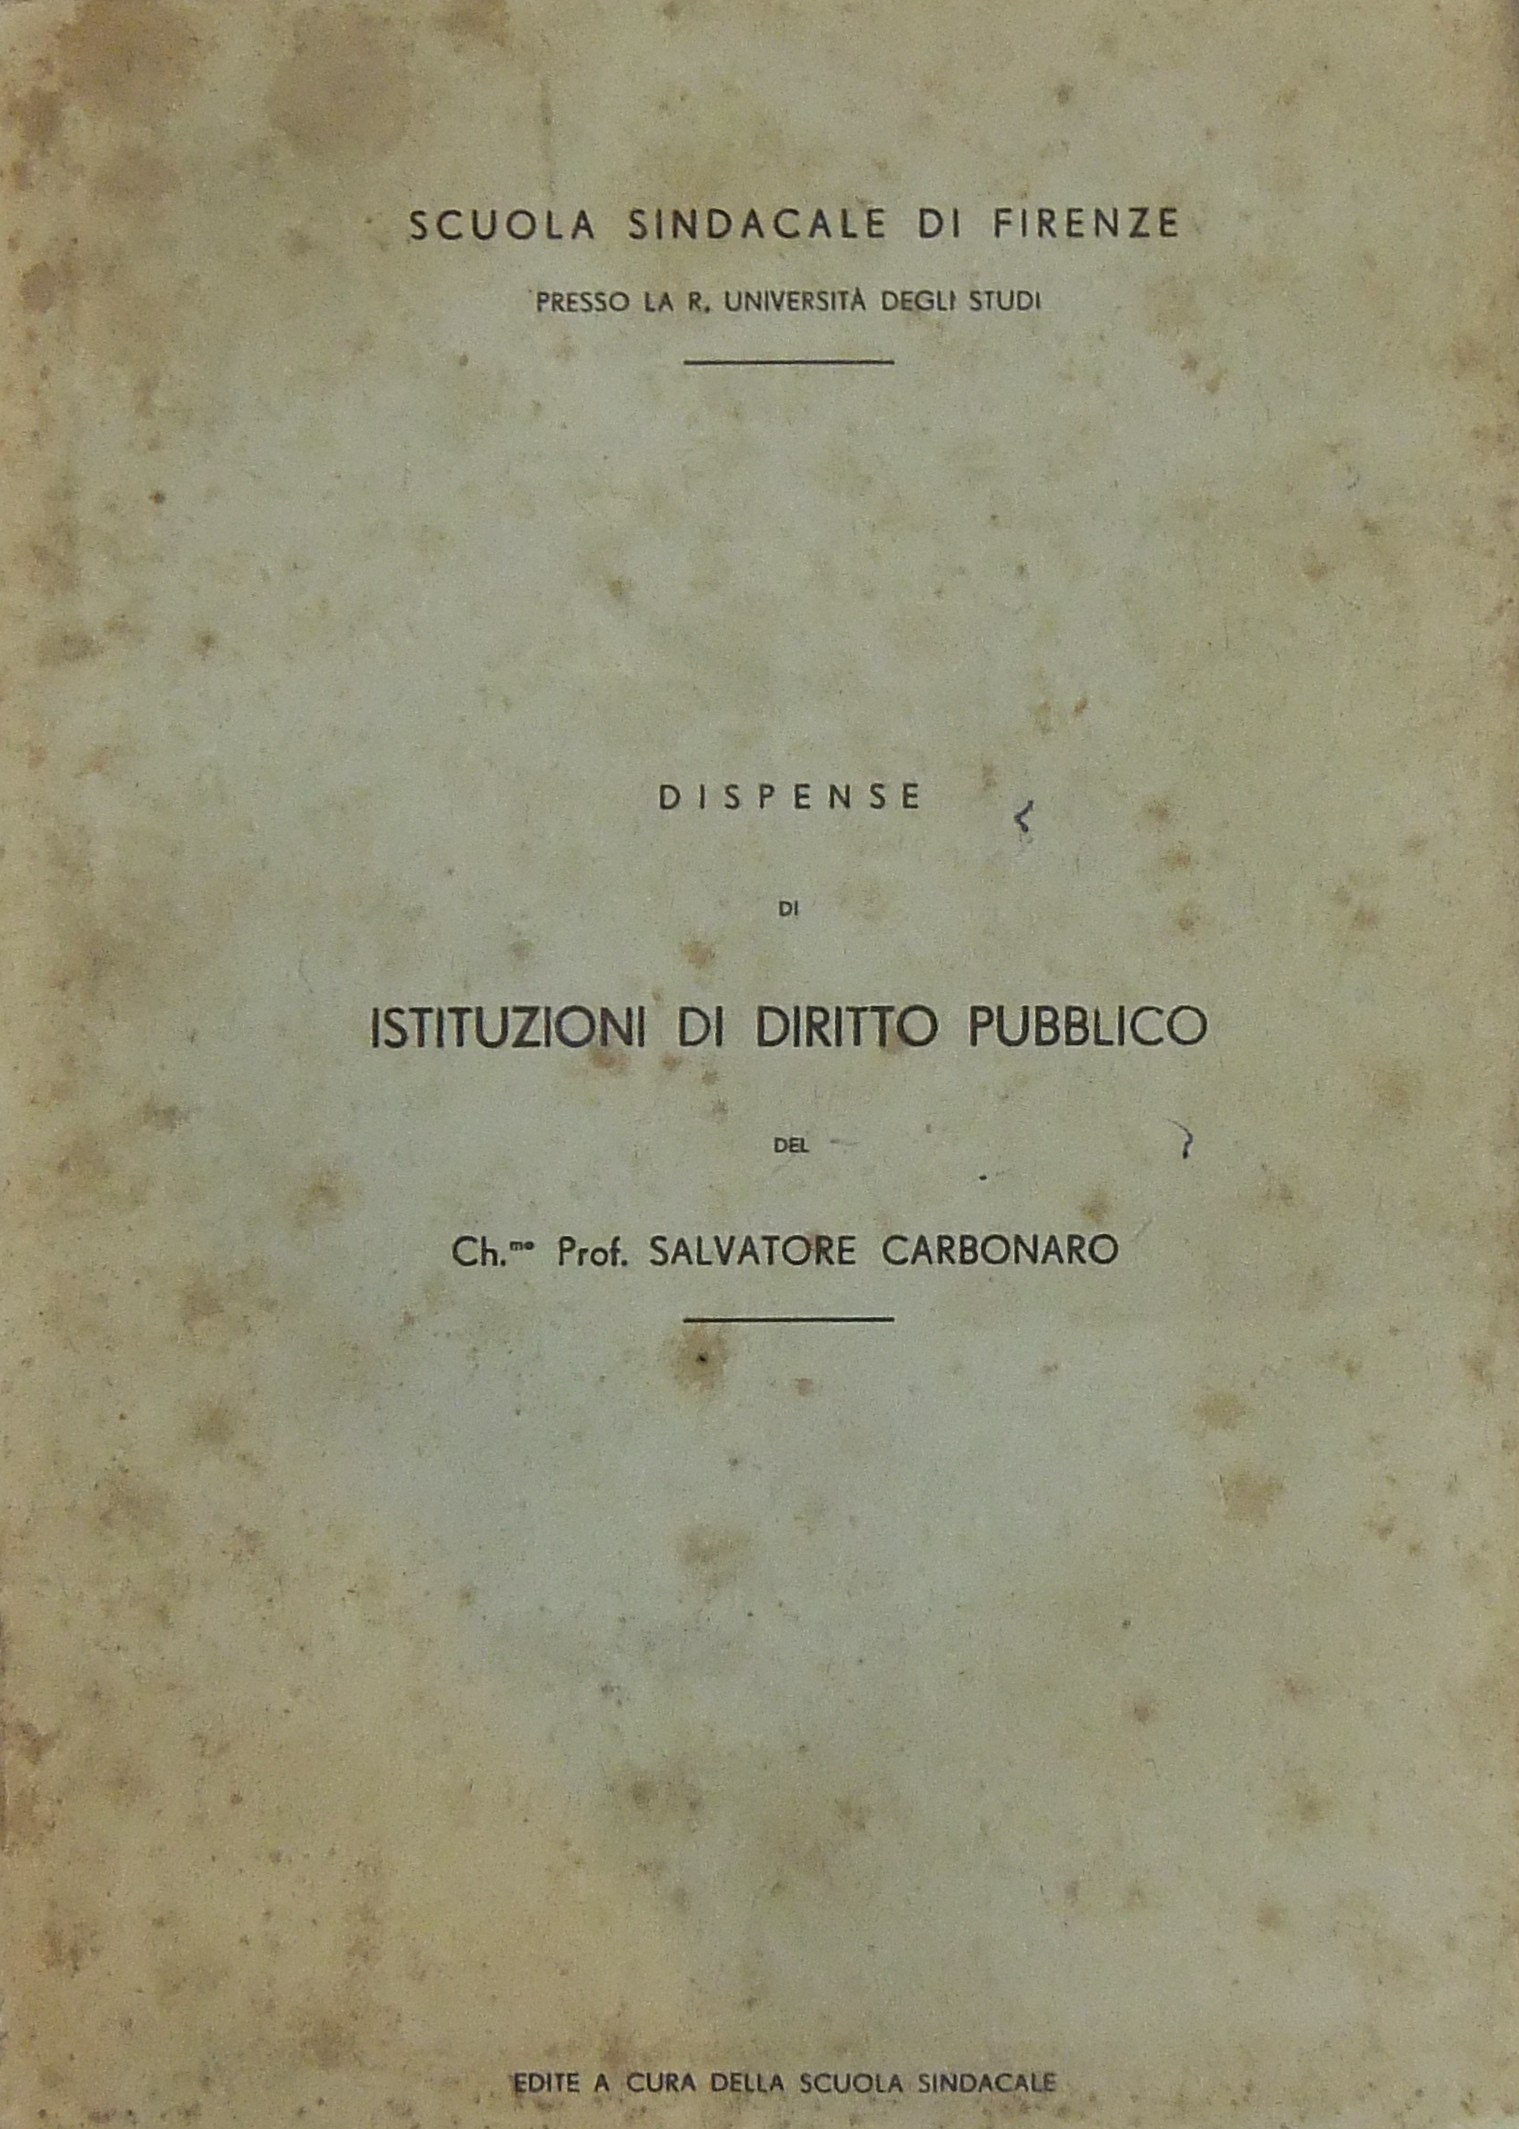 SCUOLA SINDACALE DI FIRENZE
PRESSO LA R. UNIVERSITÀ DEGLI STUDI
DISPENSE
DI
ISTITUZIONI DI DIRITTO PUBBLICO
DEL
Ch.mo Prof. SALVATORE CARBONARO
EDITE A CURA DELLA SCUOLA SINDACALE